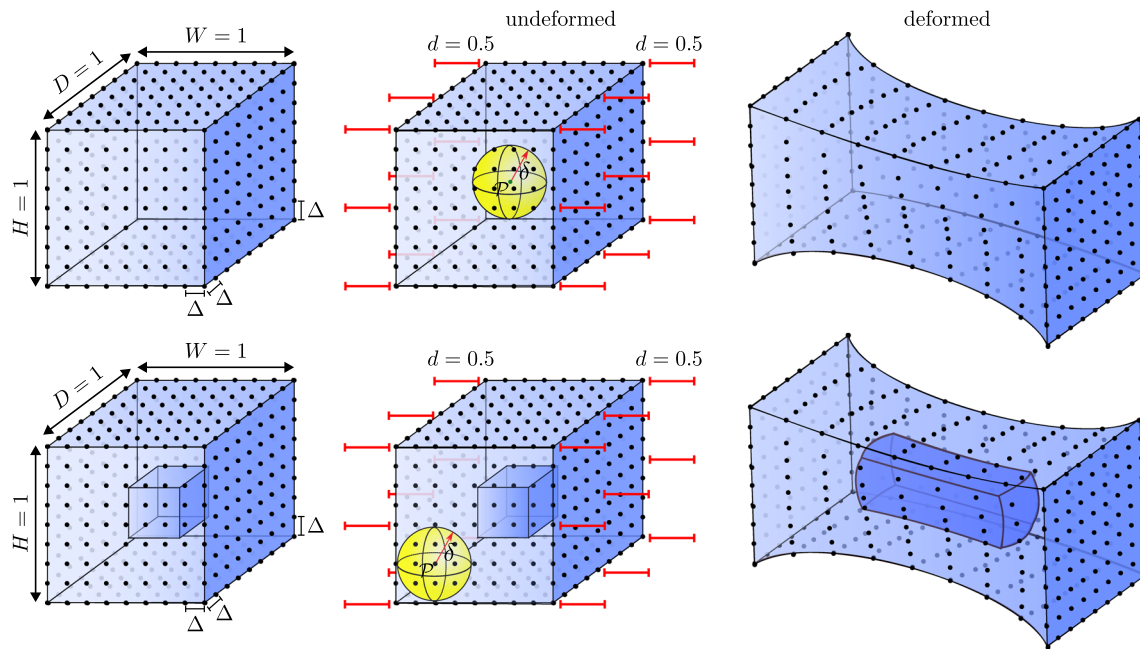 undeformed
deformed
W = 1
D = 1
H = 1
Δ
Δ
Δ
d = 0.5
d = 0.5
𝒫
δ
W = 1
D = 1
H = 1
Δ
Δ
Δ
d = 0.5
d = 0.5
𝒫
δ